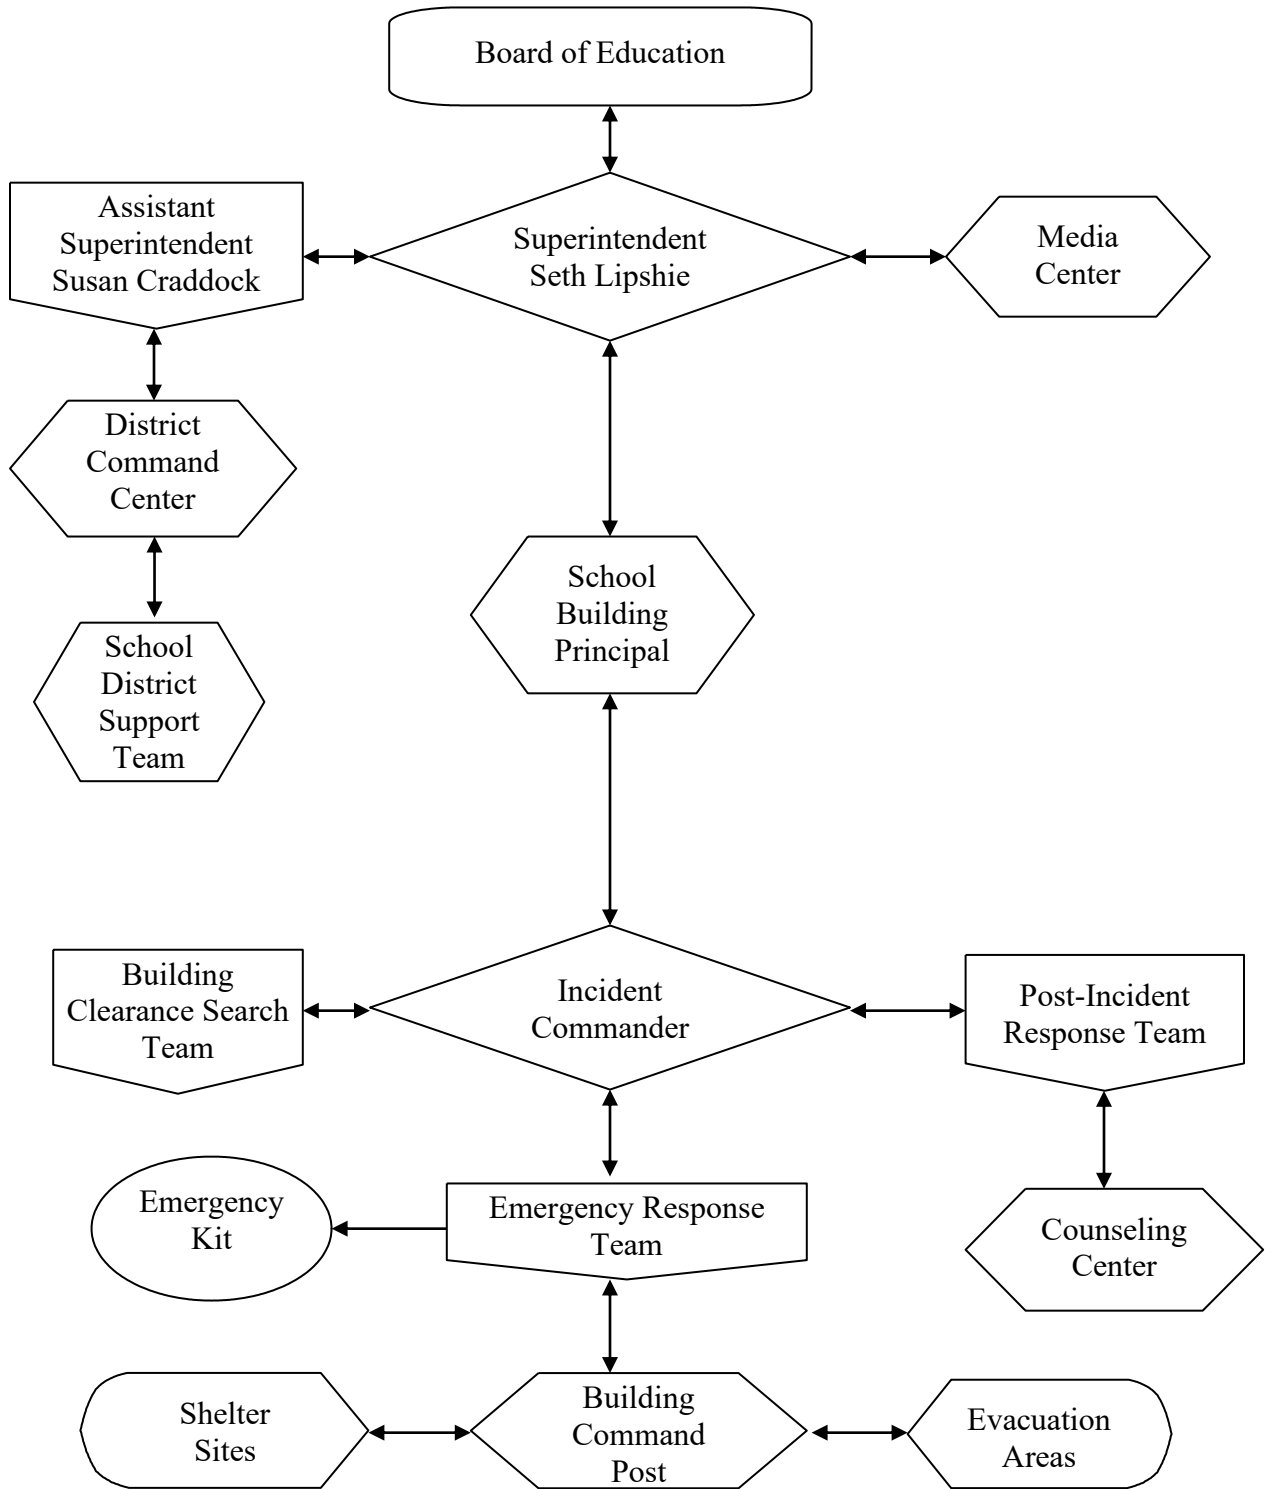 Board of Education
Assistant
Superintendent
Susan Craddock
Superintendent
Seth Lipshie
Media
Center
District
Command
Center
School
Building
Principal
School
District
Support
Team
Building
Clearance Search
Team
Incident
Commander
Post-Incident
Response Team
Emergency
Kit
Emergency Response
Team
Counseling
Center
Shelter
Sites
Building
Command
Post
Evacuation
Areas